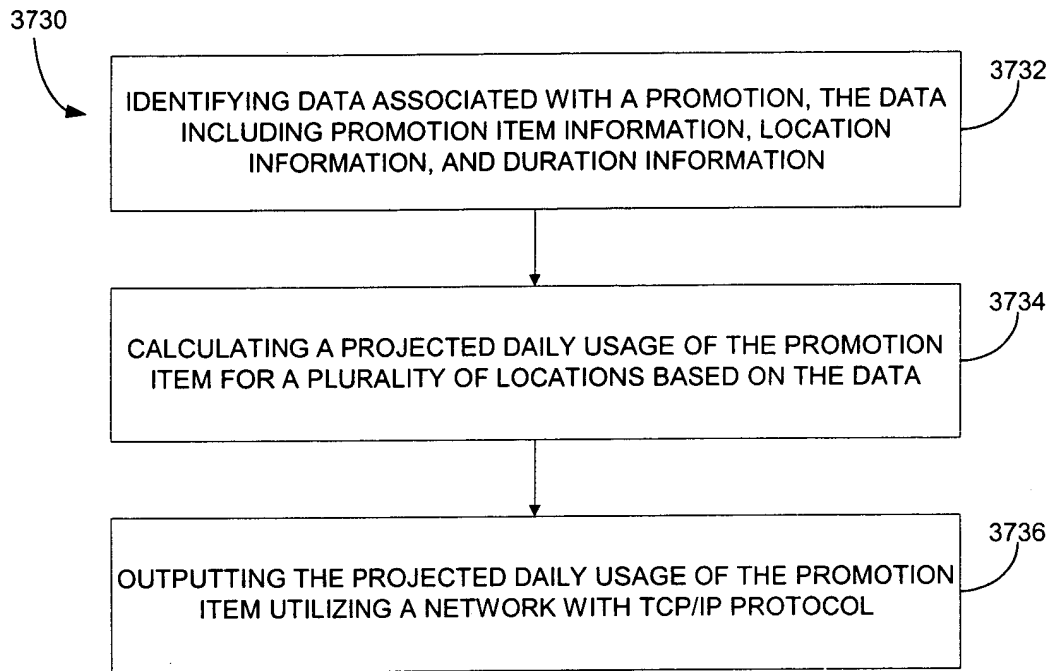 3730
3732
IDENTIFYING DATA ASSOCIATED WITH A PROMOTION, THE DATA
INCLUDING PROMOTION ITEM INFORMATION, LOCATION
INFORMATION, AND DURATION INFORMATION
3734
CALCULATING A PROJECTED DAILY USAGE OF THE PROMOTION
ITEM FOR A PLURALITY OF LOCATIONS BASED ON THE DATA
3736
OUTPUTTING THE PROJECTED DAILY USAGE OF THE PROMOTION
ITEM UTILIZING A NETWORK WITH TCP/IP PROTOCOL